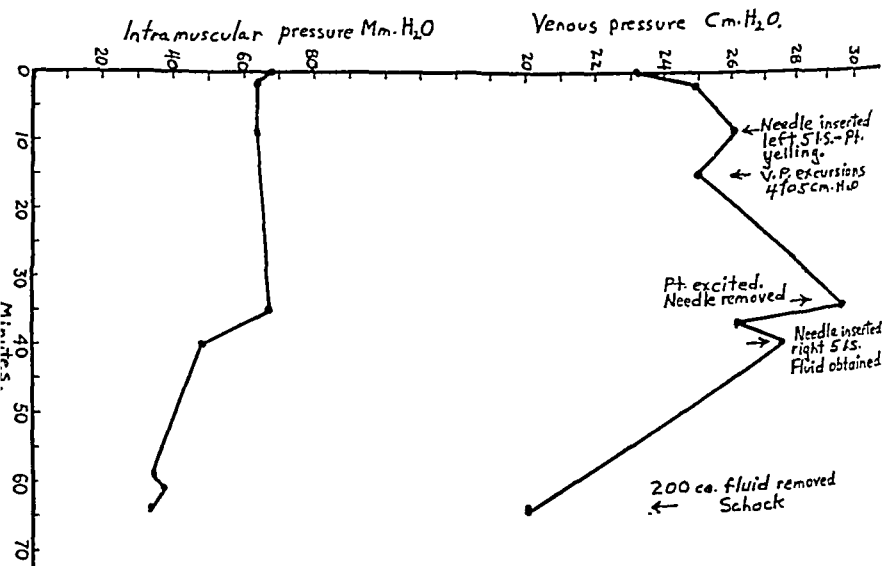 Intramuscular pressure Mm. H2O
Venous pressure Cm. H2O.
20
40
60
80
20
22
24
26
28
30
0
10
20
30
40
50
60
70
Minutes.
Needle inserted
left 5 I.S.-Pt.
yelling.
V.P. excursions
4 to 5 Cm. H2O
Pt. excited.
Needle removed
Needle inserted
right 5 I.S.
Fluid obtained
200 cc. fluid removed
Schock